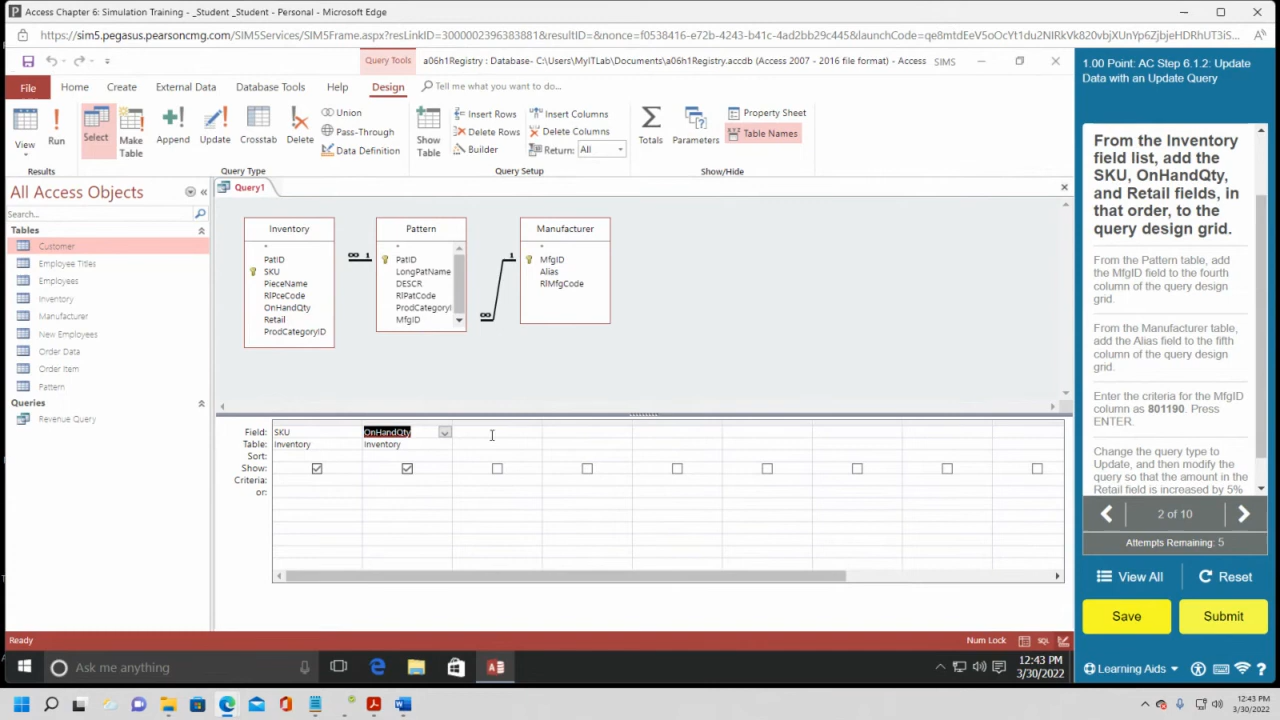 Access Chapter 6: Simulation Training - _Student _Student - Personal - Microsoft Edge
Query Tools
a06h1Registry : Database- C:\Users\MyITLab\Documents\a06h1Registry.accdb (Access 2007 - 2016 file format) - Access
SIMS
File
Home
Create
External Data
Database Tools
Help
Design
Tell me what you want to do...
View
Run
Select
Make Table
Append
Update
Crosstab
Delete
Union
Pass-Through
Data Definition
Show Table
Insert Rows
Delete Rows
Builder
Insert Columns
Delete Columns
Return: All
Totals
Parameters
Property Sheet
Table Names
Results
Query Type
Query Setup
Show/Hide
All Access Objects
Search...
Tables
Customer
Employee Titles
Employees
Inventory
Manufacturer
New Employees
Order Data
Order Item
Pattern
Queries
Revenue Query
Query1
Inventory
*
PatID
SKU
PieceName
RlPceCode
OnHandQty
Retail
ProdCategoryID
Pattern
*
PatID
LongPatName
DESCR
RlPatCode
ProdCategoryI
MfgID
Manufacturer
*
MfgID
Alias
RlMfgCode
∞ 1
1
∞
Field: SKU OnHandQty
Table: Inventory Inventory
Sort:
Show:
Criteria:
or:
Ready
Num Lock
SQL
Ask me anything
12:43 PM
3/30/2022
1.00 Point: AC Step 6.1.2: Update
Data with an Update Query
From the Inventory
field list, add the
SKU, OnHandQty,
and Retail fields, in
that order, to the
query design grid.
From the Pattern table, add
the MfgID field to the fourth
column of the query design
grid.
From the Manufacturer table,
add the Alias field to the fifth
column of the query design
grid.
Enter the criteria for the MfgID
column as 801190. Press
ENTER.
Change the query type to
Update, and then modify the
query so that the amount in the
Retail field is increased by 5%
2 of 10
Attempts Remaining: 5
View All
Reset
Save
Submit
Learning Aids
12:43 PM
3/30/2022